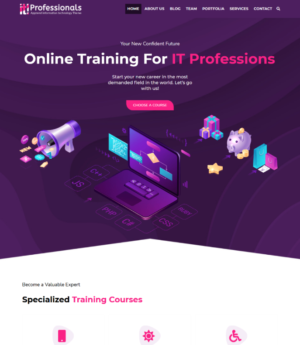 itProfessionals
HOME ABOUT US BLOG TEAM PORTFOLIO SERVICES CONTACT
Your New Confident Future
Online Training For IT Professions
Start your new career in the most
demanded field in the world. Let's go
with us!
CHOOSE A COURSE
Become a Valuable Expert
Specialized Training Courses